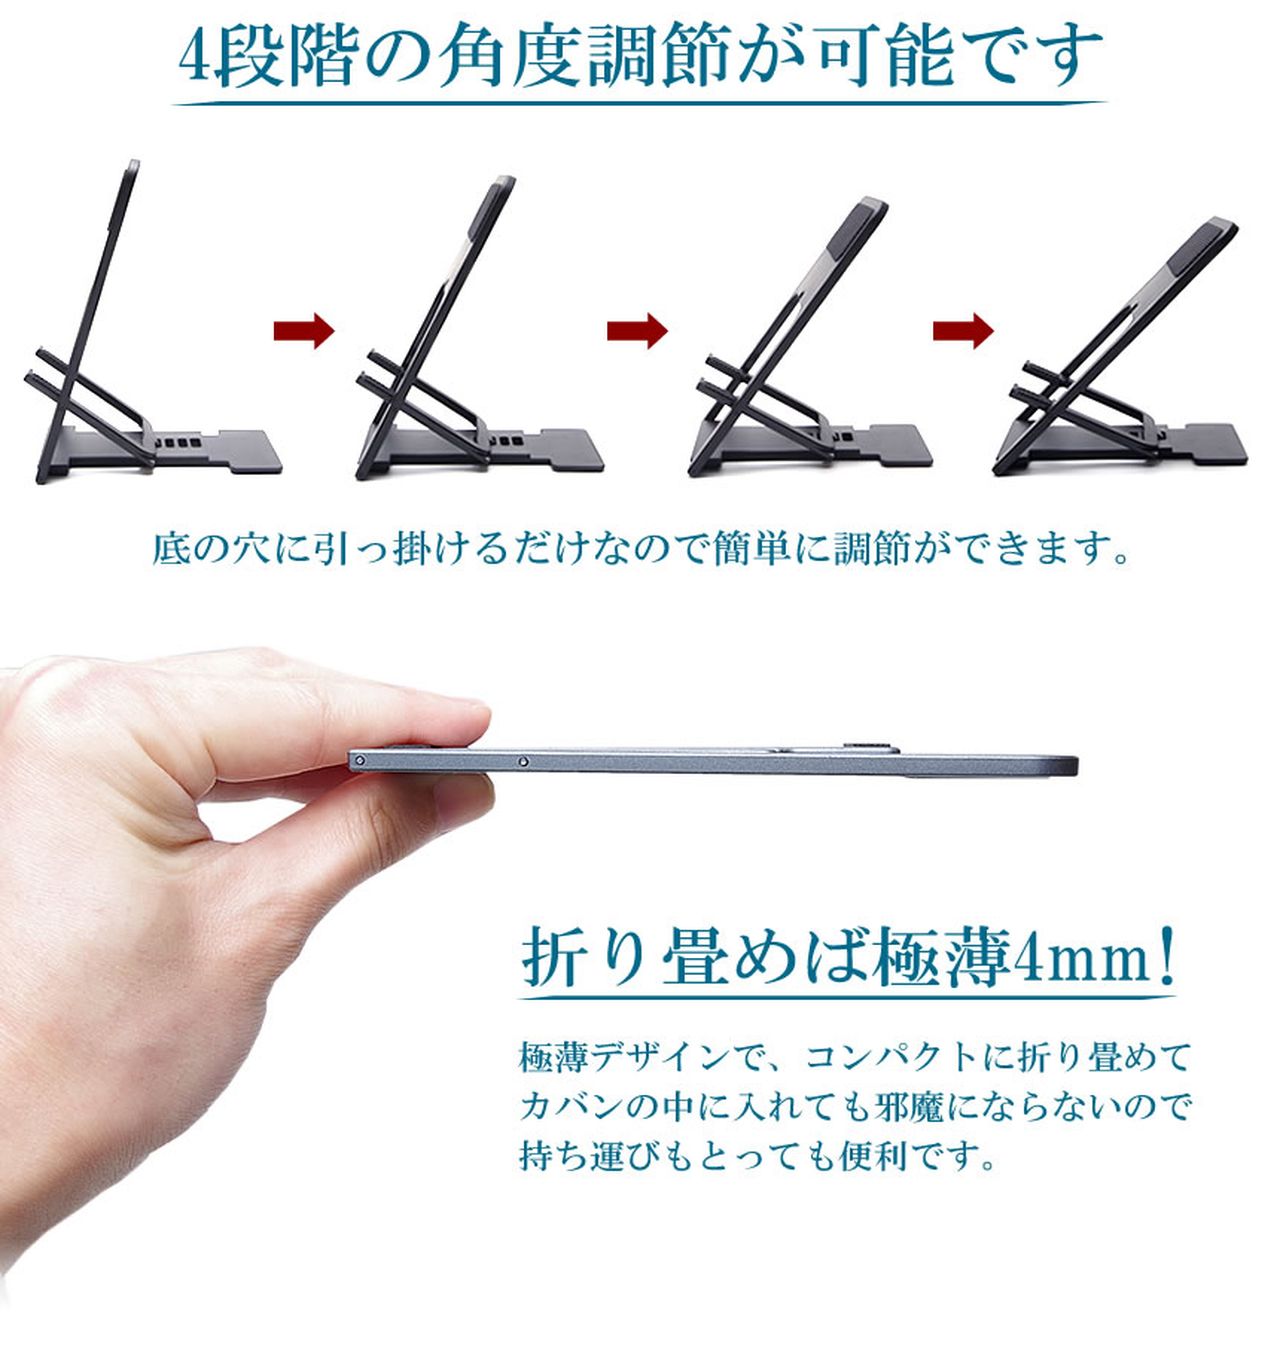 4段階の角度調節が可能です
底の穴に引っ掛けるだけなので簡単に調節ができます。
折り畳めば極薄4mm!
極薄デザインで、コンパクトに折り畳めて
カバンの中に入れても邪魔にならないので
持ち運びもとっても便利です。